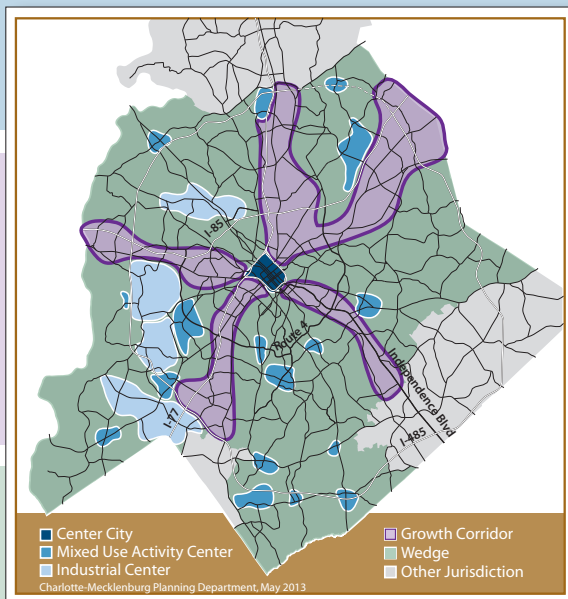 I-85
Route 4
Independence Blvd
I-77
I-485
Center City
Mixed Use Activity Center
Industrial Center
Growth Corridor
Wedge
Other Jurisdiction
Charlotte-Mecklenburg Planning Department, May 2013